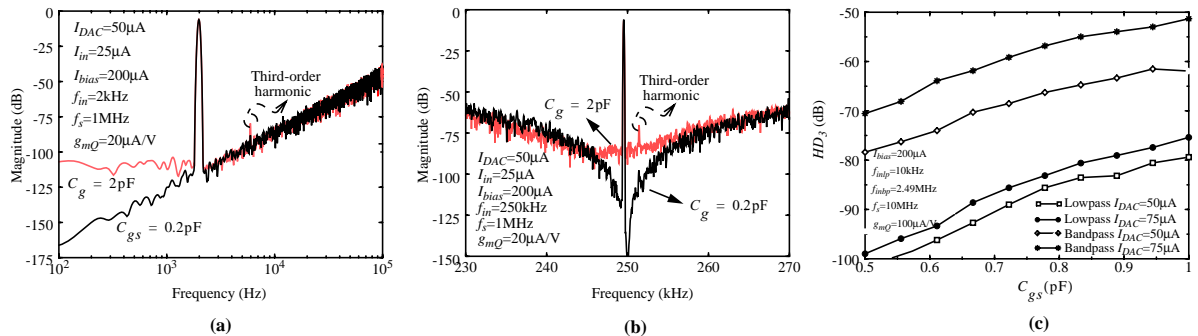 0
-25
-50
-75
-100
-125
-150
-175
Magnitude (dB)
I_DAC=50μA
I_in=25μA
I_bias=200μA
f_in=2kHz
f_s=1MHz
g_mQ=20μA/V
Third-order
harmonic
C_g = 2pF
C_gs = 0.2pF
10^2
10^3
10^4
10^5
Frequency (Hz)
(a)
0
-25
-50
-75
-100
-125
-150
-175
Magnitude (dB)
Third-order
harmonic
C_g = 2pF
I_DAC=50μA
I_in=25μA
I_bias=200μA
f_in=250kHz
f_s=1MHz
g_mQ=20μA/V
C_g = 0.2pF
230
240
250
260
270
Frequency (kHz)
(b)
-50
-60
-70
-80
-90
-100
HD_3 (dB)
I_bias=200μA
f_inlp=10kHz
f_inbp=2.49MHz
f_s=10MHz
g_mQ=100μA/V
Lowpass I_DAC=50μA
Lowpass I_DAC=75μA
Bandpass I_DAC=50μA
Bandpass I_DAC=75μA
0.5
0.6
0.7
0.8
0.9
1
C_gs(pF)
(c)